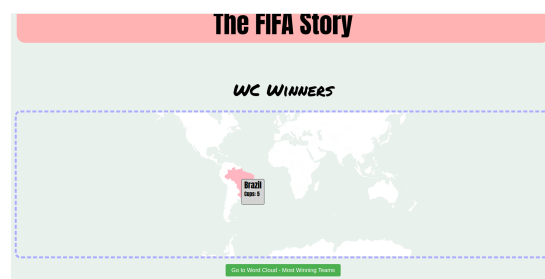 The FIFA Story
WC Winners
Brazil
Cups: 5
Go to Word Cloud - Most Winning Teams